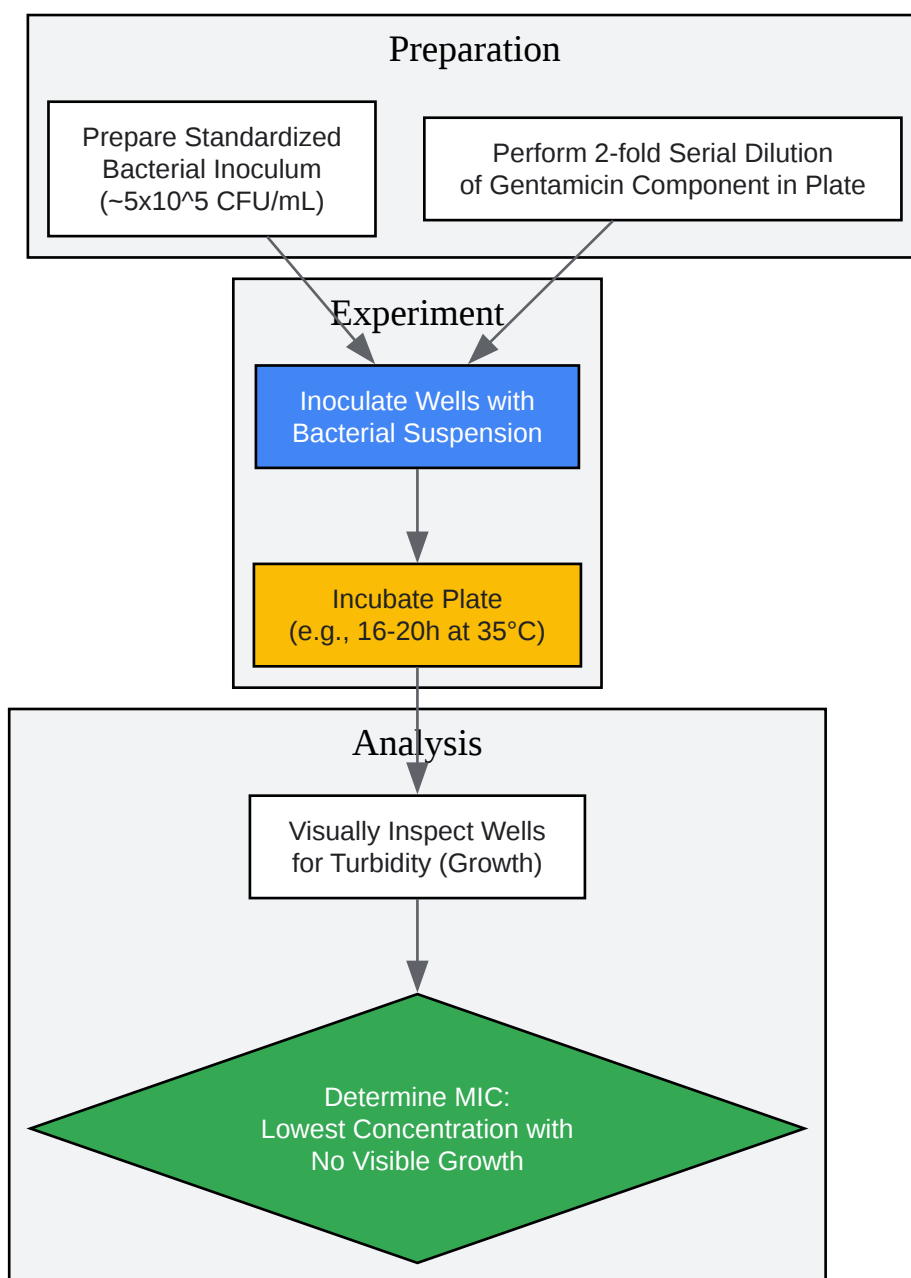 Preparation
Prepare Standardized
Bacterial Inoculum
(~5x10^5 CFU/mL)
Perform 2-fold Serial Dilution
of Gentamicin Component in Plate
Experiment
Inoculate Wells with
Bacterial Suspension
Incubate Plate
(e.g., 16-20h at 35°C)
Analysis
Visually Inspect Wells
for Turbidity (Growth)
Determine MIC:
Lowest Concentration with
No Visible Growth